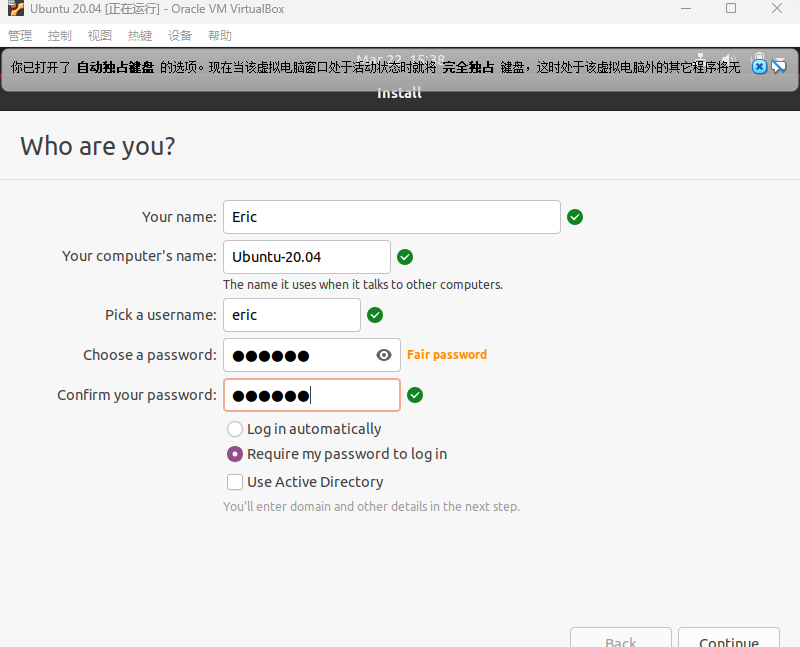 Ubuntu 20.04 [正在运行] - Oracle VM VirtualBox
管理 控制 视图 热键 设备 帮助
Mar 22 15:38
你已打开了 自动独占键盘 的选项。现在当该虚拟电脑窗口处于活动状态时就将 完全独占 键盘，这时处于该虚拟电脑外的其它程序将无
Install
Who are you?
Your name: Eric
Your computer's name: Ubuntu-20.04
The name it uses when it talks to other computers.
Pick a username: eric
Choose a password: ●●●●●● Fair password
Confirm your password: ●●●●●●
Log in automatically
Require my password to log in
Use Active Directory
You'll enter domain and other details in the next step.
Back Continue